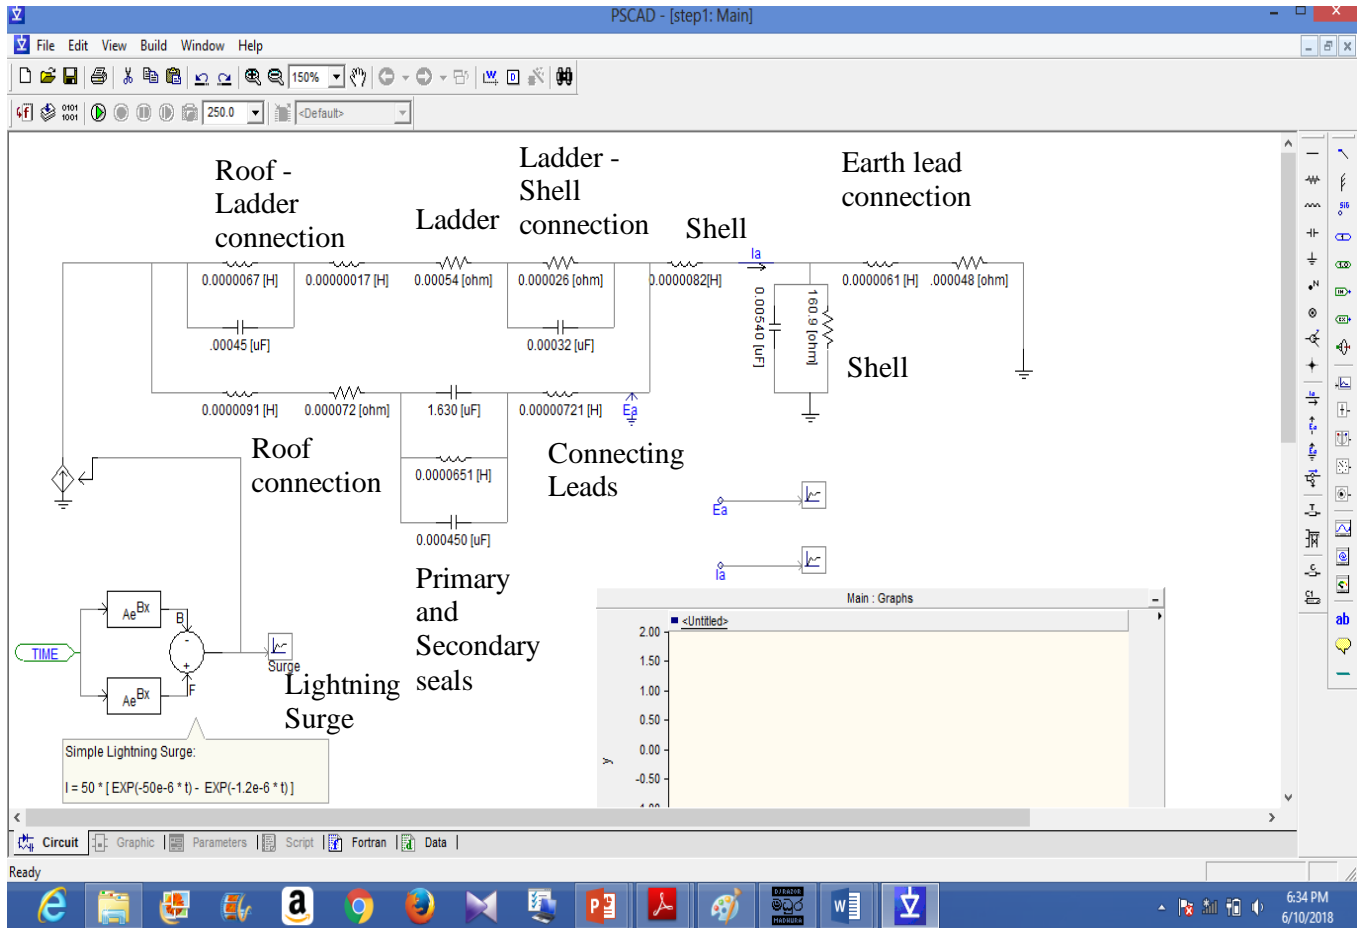 PSCAD - [step1: Main]
File Edit View Build Window Help
150%
250.0
<Default>
Roof -
Ladder
connection
Ladder
Ladder -
Shell
connection
Shell
Earth lead
connection
Ia
0.0000067 [H]
0.00000017 [H]
0.00054 [ohm]
0.000026 [ohm]
0.0000082[H]
0.0000061 [H]
.000048 [ohm]
.00045 [uF]
0.00032 [uF]
0.00540 [uF]
160.9 [ohm]
Shell
0.0000091 [H]
0.000072 [ohm]
1.630 [uF]
0.00000721 [H]
Ea
Roof
connection
0.0000651 [H]
Connecting
Leads
0.000450 [uF]
Ea
Ia
Primary
and
Secondary
seals
TIME
Ae^Bx
B
-
+
F
Ae^Bx
Surge
Lightning
Surge
Simple Lightning Surge:
I = 50 * [ EXP(-50e-6 * t) - EXP(-1.2e-6 * t) ]
Main : Graphs
<Untitled>
2.00
1.50
1.00
0.50
0.00
-0.50
y
Circuit Graphic Parameters Script Fortran Data
Ready
6:34 PM
6/10/2018